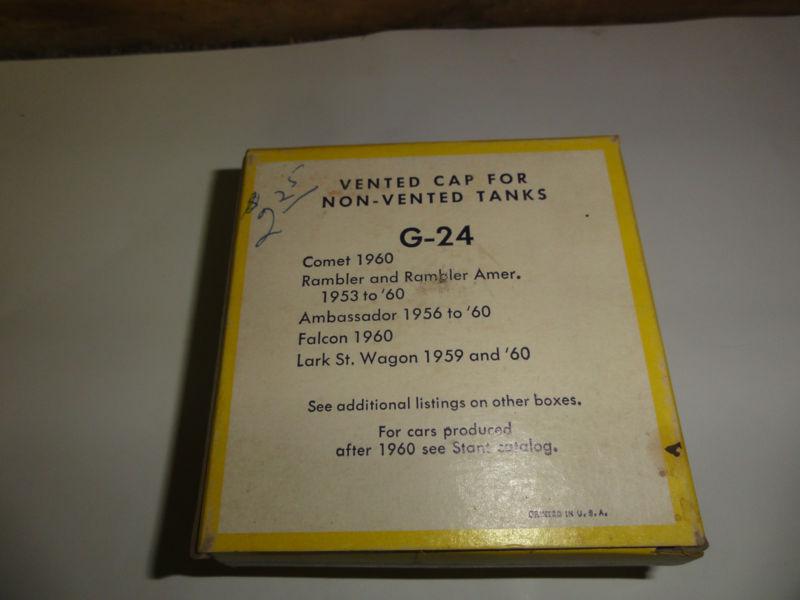 $2 25
VENTED CAP FOR
NON-VENTED TANKS
G-24
Comet 1960
Rambler and Rambler Amer.
1953 to '60
Ambassador 1956 to '60
Falcon 1960
Lark St. Wagon 1959 and '60
See additional listings on other boxes.
For cars produced
after 1960 see Stant catalog.
A
PRINTED IN U.S.A.